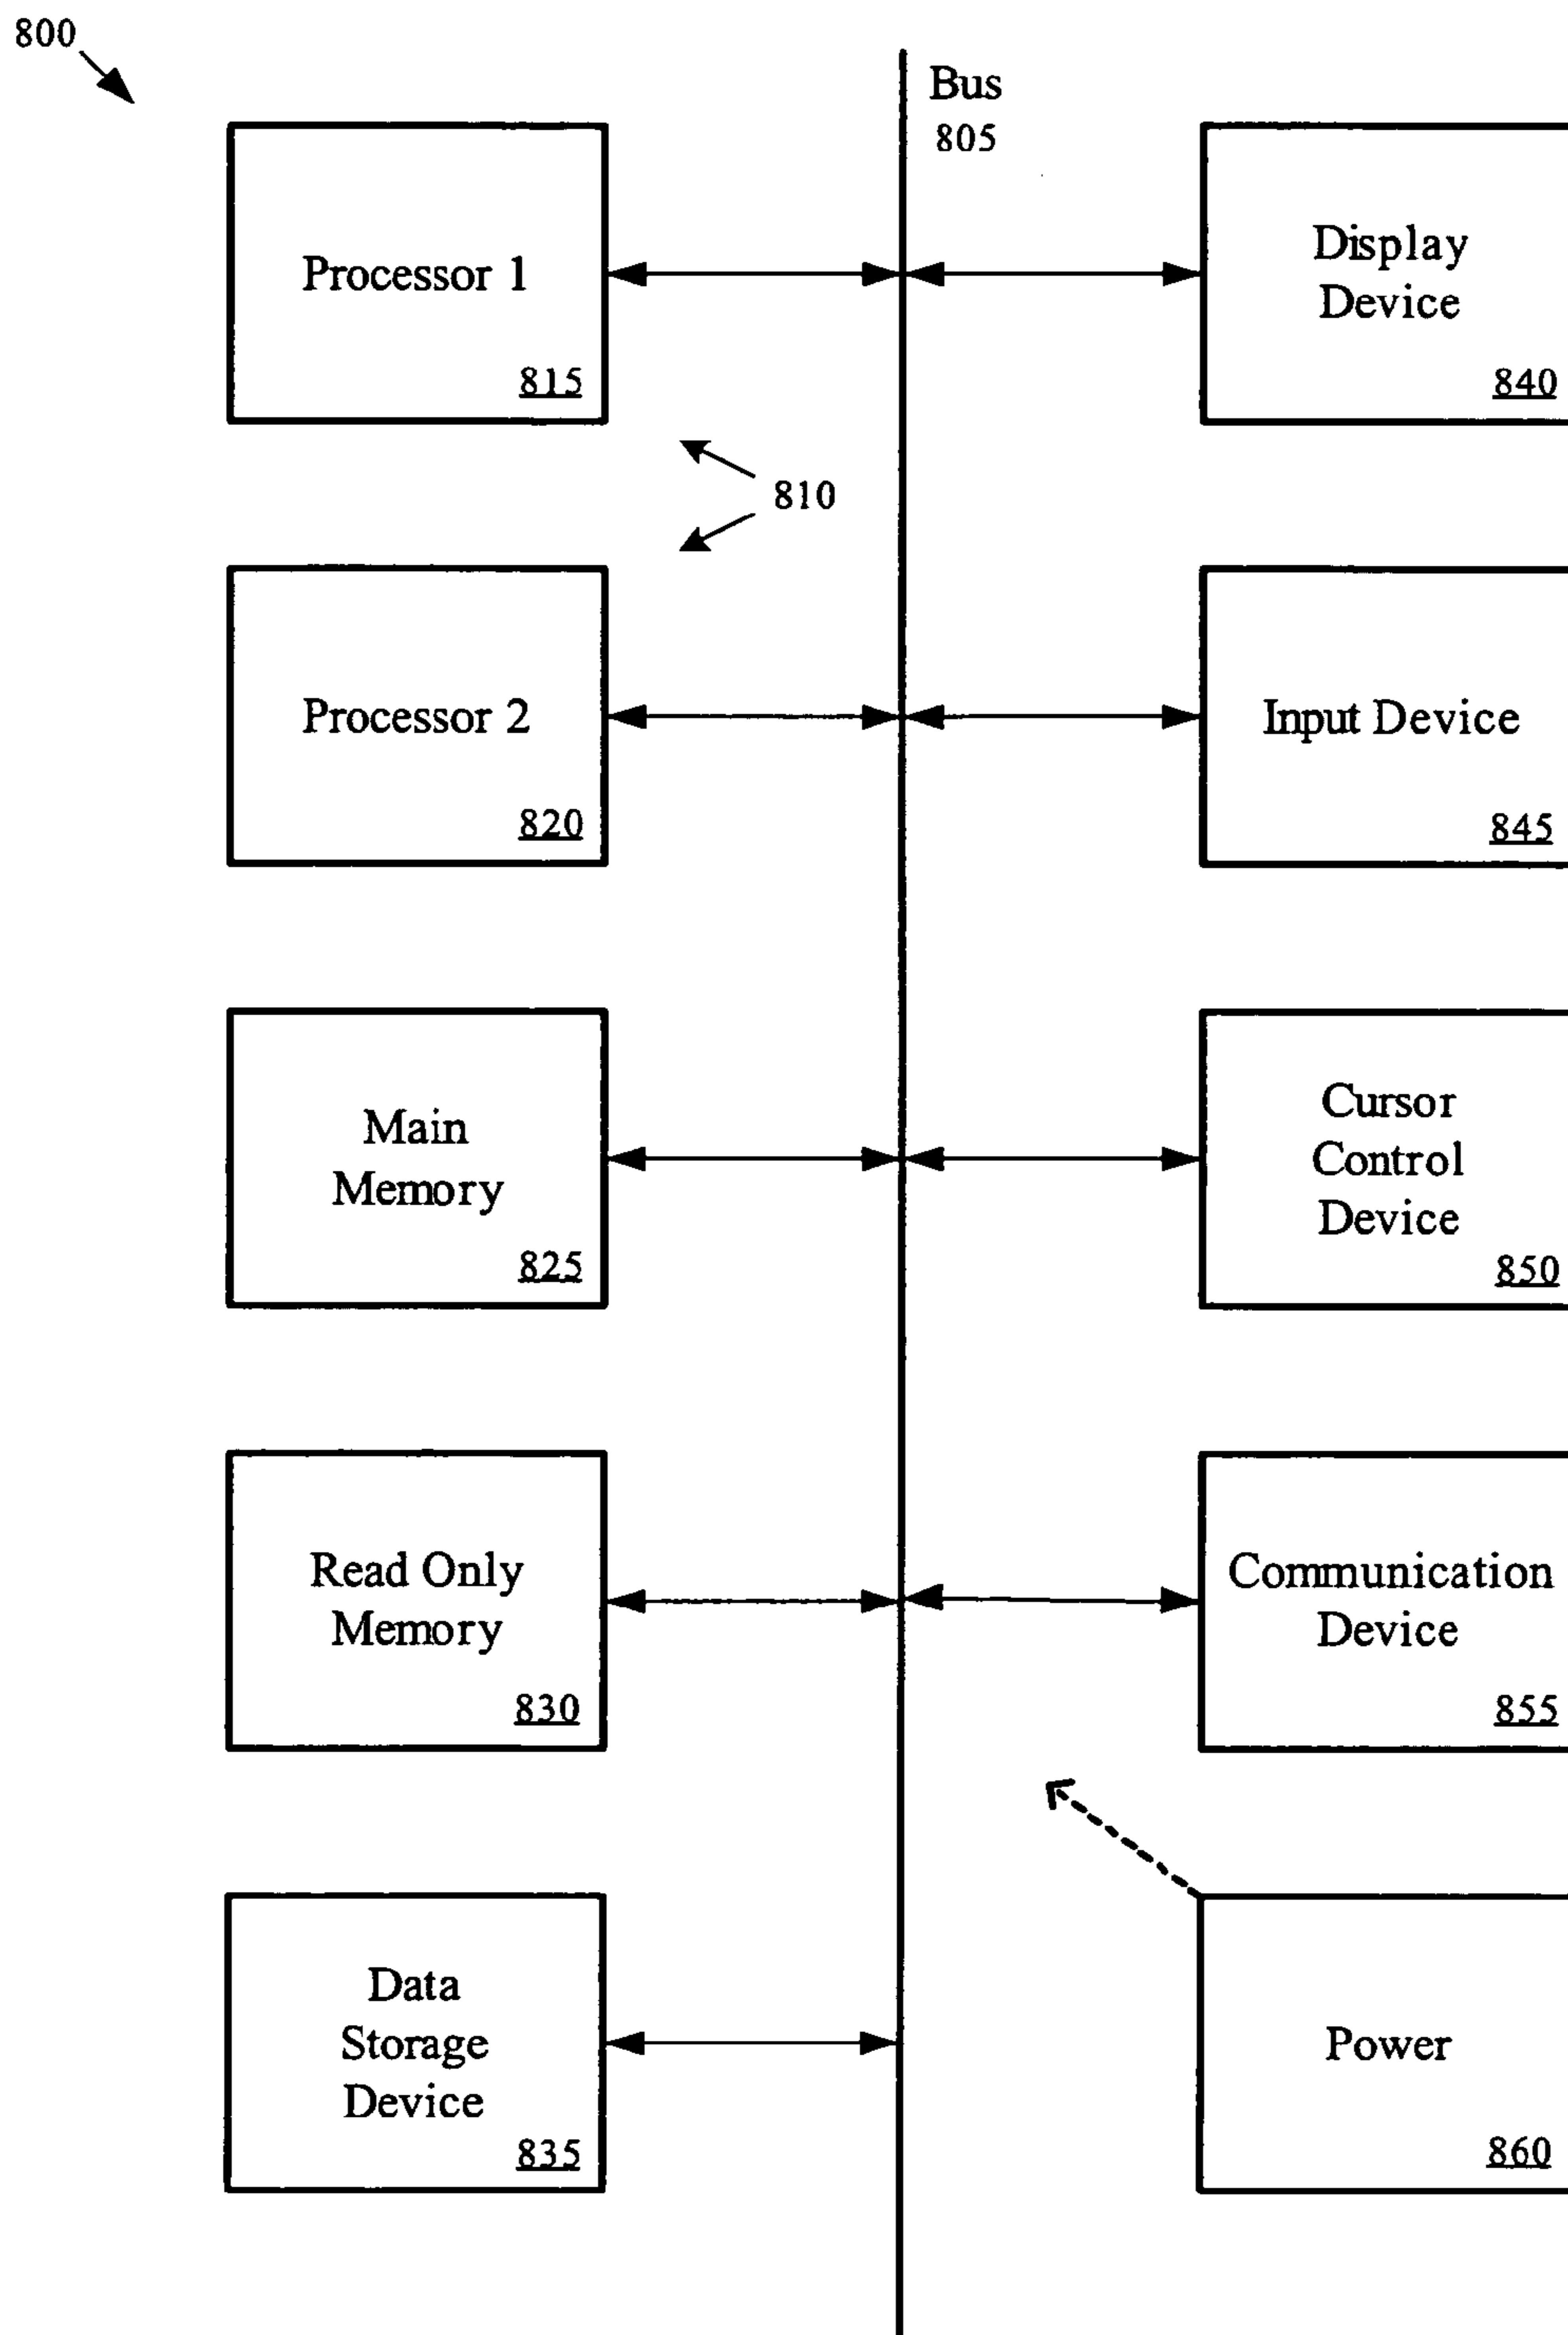 800
Bus
805
Processor 1
815
Display
Device
840
810
Processor 2
820
Input Device
845
Main
Memory
825
Cursor
Control
Device
850
Read Only
Memory
830
Communication
Device
855
Data
Storage
Device
835
Power
860